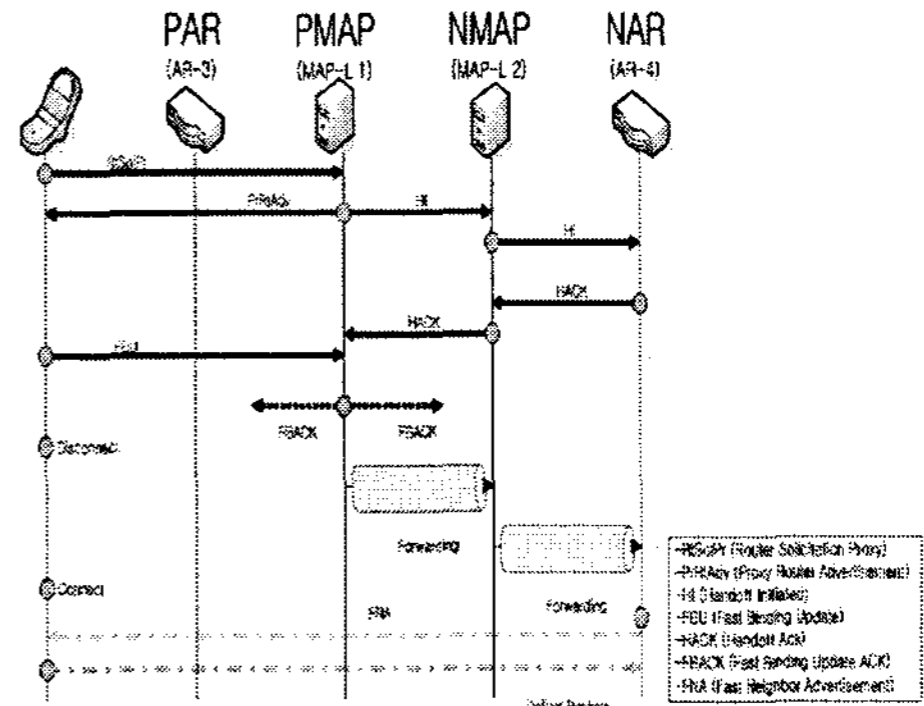 PAR PMAP NMAP NAR
(AR-3) (MAP-L 1) (MAP-L 2) (AR-4)
PrRtAdv HI
HI
HACK
HACK
FBU
FBACK FBACK
Disconnect
Forwarding
Connect
FNA Forwarding
-RtSolPr (Router Solicitation Proxy)
-PrRtAdv (Proxy Router Advertisement)
-HI (Handoff Initiated)
-FBU (Fast Binding Update)
-HACK (Handoff Ack)
-FBACK (Fast Binding Update ACK)
-FNA (Fast Neighbor Advertisement)